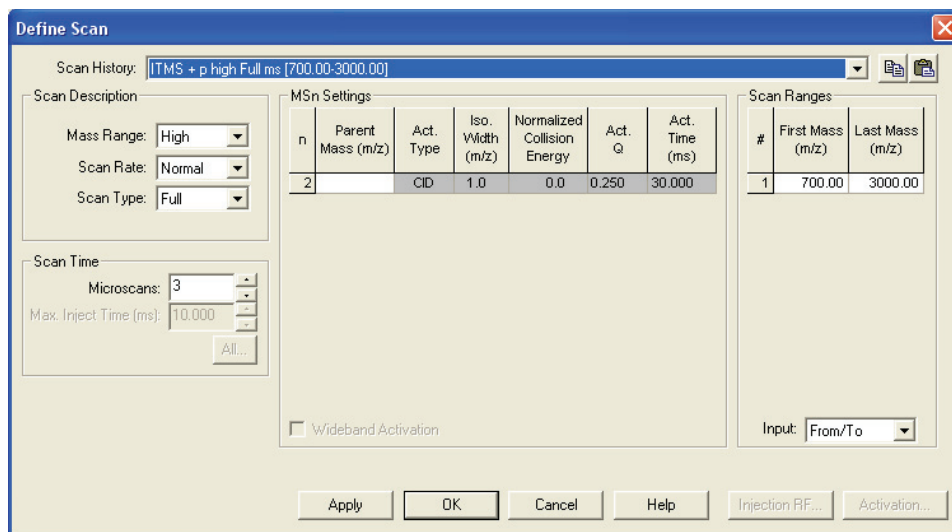 Define Scan
Scan History: ITMS + p high Full ms [700.00-3000.00]
Scan Description
Mass Range: High
Scan Rate: Normal
Scan Type: Full
Scan Time
Microscans: 3
Max. Inject Time (ms): 10.000
All...
MSn Settings
n Parent Mass (m/z) Act. Type Iso. Width (m/z) Normalized Collision Energy Act. Q Act. Time (ms)
2 CID 1.0 0.0 0.250 30.000
Wideband Activation
Scan Ranges
# First Mass (m/z) Last Mass (m/z)
1 700.00 3000.00
Input: From/To
Apply OK Cancel Help Injection RF... Activation...